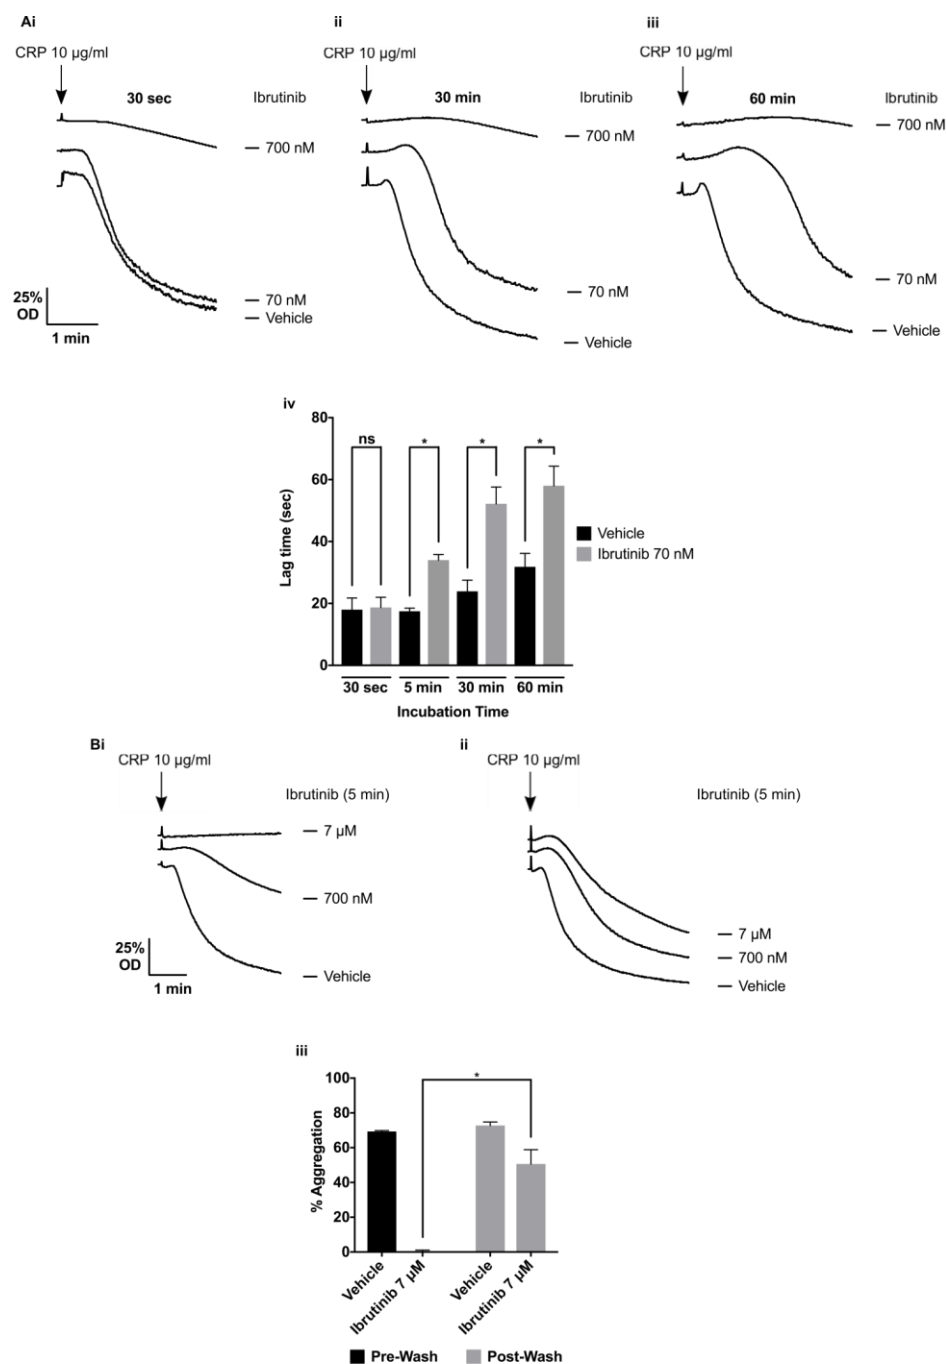 Ai
ii
iii
CRP 10 µg/ml
CRP 10 µg/ml
CRP 10 µg/ml
30 sec
Ibrutinib
30 min
Ibrutinib
60 min
Ibrutinib
700 nM
700 nM
700 nM
70 nM
Vehicle
70 nM
Vehicle
70 nM
Vehicle
25%
OD
1 min
iv
80
60
40
20
0
Lag time (sec)
ns
*
*
*
Vehicle
Ibrutinib 70 nM
30 sec
5 min
30 min
60 min
Incubation Time
Bi
ii
CRP 10 µg/ml
CRP 10 µg/ml
Ibrutinib (5 min)
Ibrutinib (5 min)
7 µM
700 nM
Vehicle
7 µM
700 nM
Vehicle
25%
OD
1 min
iii
100
80
60
40
20
0
% Aggregation
*
Vehicle
Ibrutinib 7 µM
Vehicle
Ibrutinib 7 µM
Pre-Wash
Post-Wash